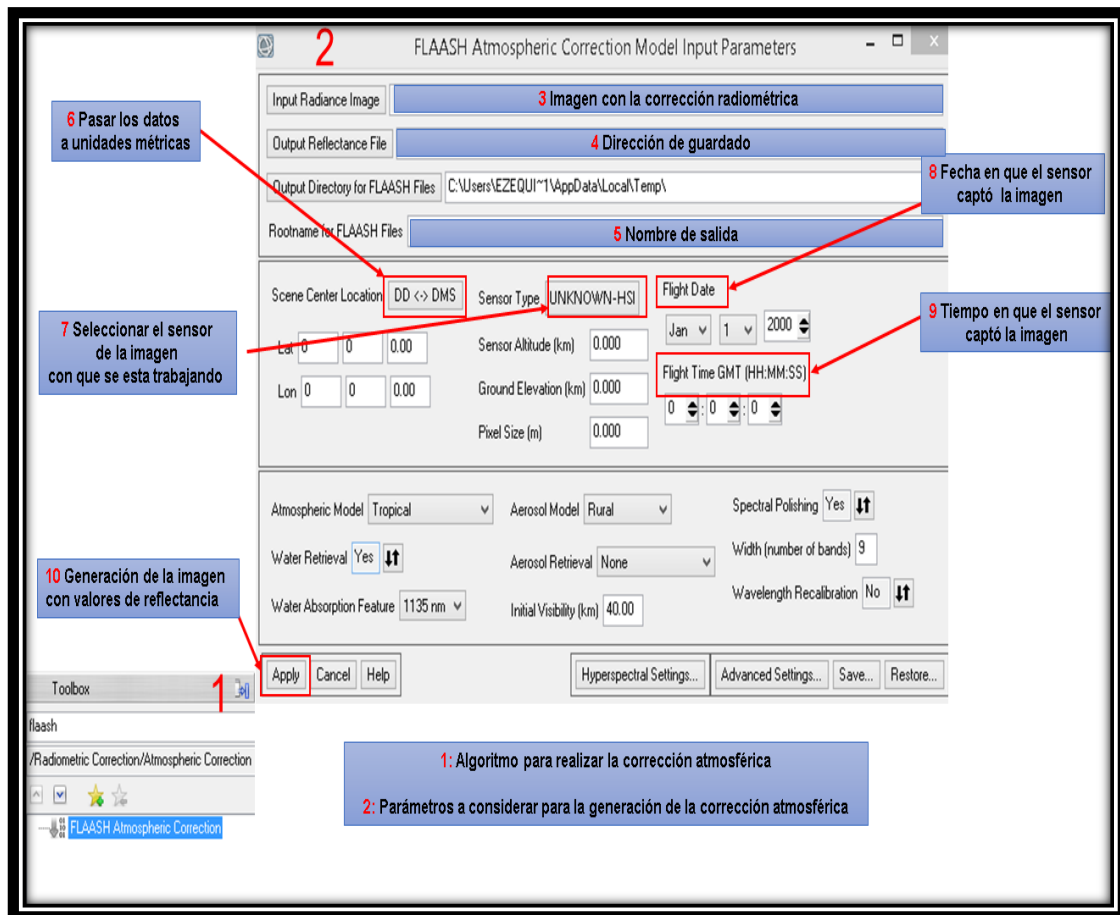 2
FLAASH Atmospheric Correction Model Input Parameters
Input Radiance Image
3 Imagen con la corrección radiométrica
6 Pasar los datos
a unidades métricas
Output Reflectance File
4 Dirección de guardado
Output Directory for FLAASH Files
C:\Users\EZEQUI~1\AppData\Local\Temp\
8 Fecha en que el sensor
captó la imagen
Rootname for FLAASH Files
5 Nombre de salida
Scene Center Location
DD <-> DMS
Sensor Type
UNKNOWN-HSI
Flight Date
7 Seleccionar el sensor
de la imagen
con que se esta trabajando
Jan 1 2000
9 Tiempo en que el sensor
captó la imagen
Lat 0 0 0.00
Sensor Altitude (km) 0.000
Flight Time GMT (HH:MM:SS)
Lon 0 0 0.00
Ground Elevation (km) 0.000
0 : 0 : 0
Pixel Size (m) 0.000
Atmospheric Model Tropical
Aerosol Model Rural
Spectral Polishing Yes
Water Retrieval Yes
Aerosol Retrieval None
Width (number of bands) 9
10 Generación de la imagen
con valores de reflectancia
Water Absorption Feature 1135 nm
Initial Visibility (km) 40.00
Wavelength Recalibration No
Apply Cancel Help
Hyperspectral Settings...
Advanced Settings...
Save...
Restore...
Toolbox
1
flaash
/Radiometric Correction/Atmospheric Correction
FLAASH Atmospheric Correction
1: Algoritmo para realizar la corrección atmosférica
2: Parámetros a considerar para la generación de la corrección atmosférica